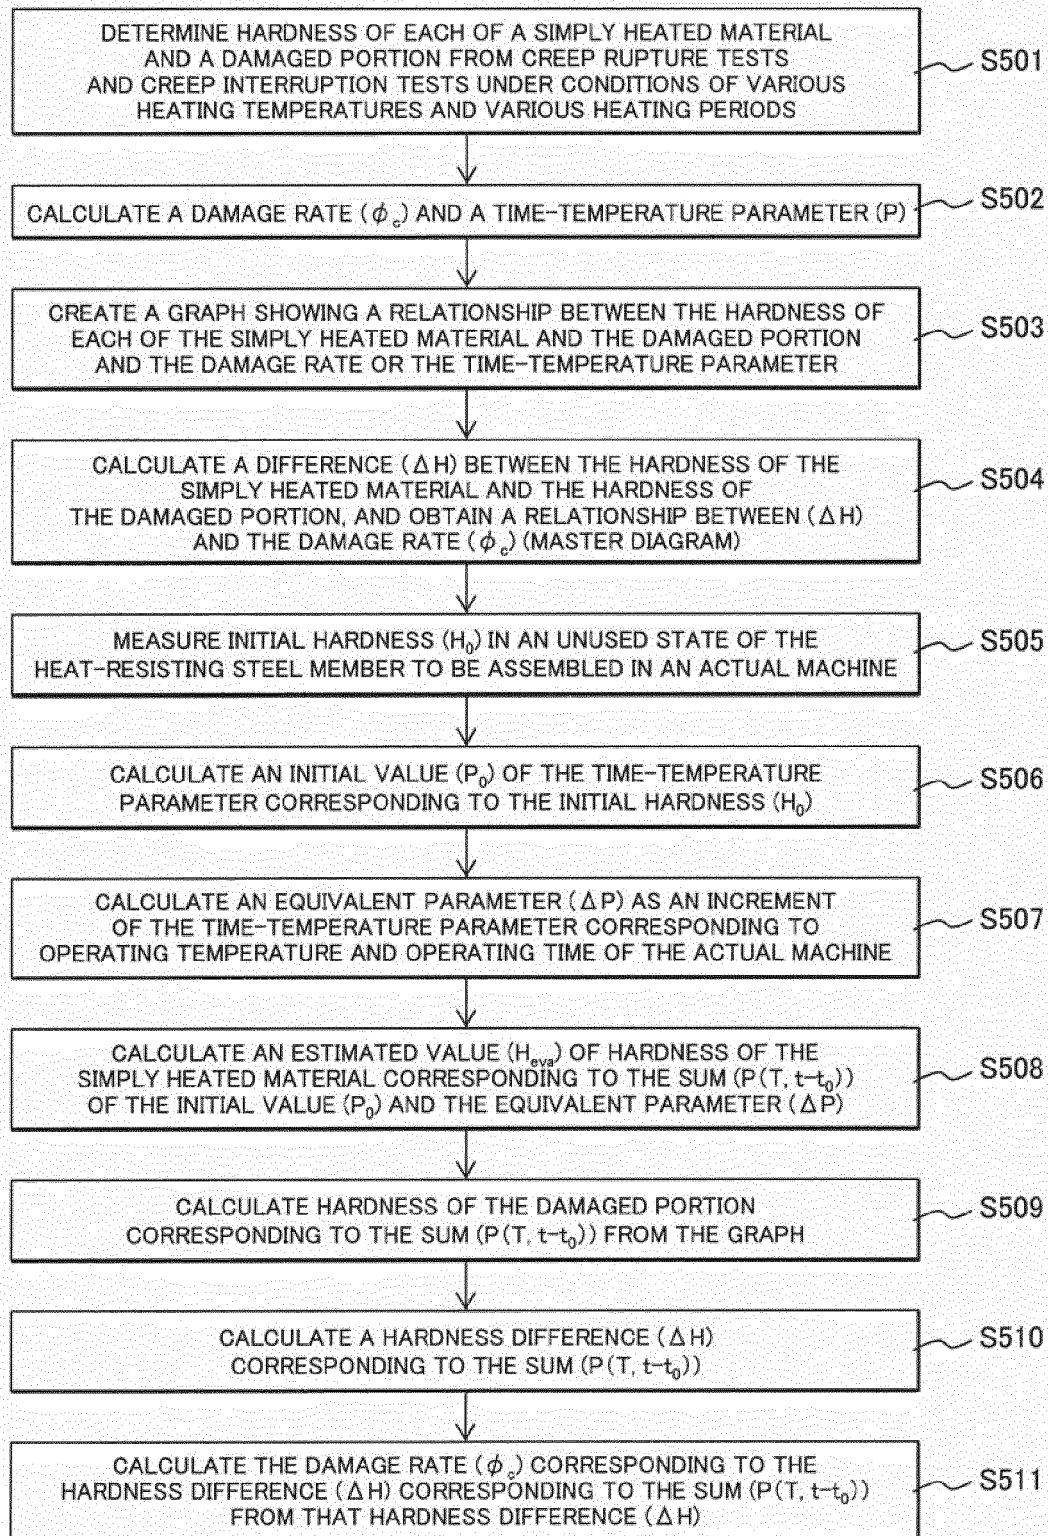 DETERMINE HARDNESS OF EACH OF A SIMPLY HEATED MATERIAL
AND A DAMAGED PORTION FROM CREEP RUPTURE TESTS
AND CREEP INTERRUPTION TESTS UNDER CONDITIONS OF VARIOUS
HEATING TEMPERATURES AND VARIOUS HEATING PERIODS
S501
CALCULATE A DAMAGE RATE (ϕc) AND A TIME-TEMPERATURE PARAMETER (P)
S502
CREATE A GRAPH SHOWING A RELATIONSHIP BETWEEN THE HARDNESS OF
EACH OF THE SIMPLY HEATED MATERIAL AND THE DAMAGED PORTION
AND THE DAMAGE RATE OR THE TIME-TEMPERATURE PARAMETER
S503
CALCULATE A DIFFERENCE (ΔH) BETWEEN THE HARDNESS OF THE
SIMPLY HEATED MATERIAL AND THE HARDNESS OF
THE DAMAGED PORTION, AND OBTAIN A RELATIONSHIP BETWEEN (ΔH)
AND THE DAMAGE RATE (ϕc) (MASTER DIAGRAM)
S504
MEASURE INITIAL HARDNESS (H0) IN AN UNUSED STATE OF THE
HEAT-RESISTING STEEL MEMBER TO BE ASSEMBLED IN AN ACTUAL MACHINE
S505
CALCULATE AN INITIAL VALUE (P0) OF THE TIME-TEMPERATURE
PARAMETER CORRESPONDING TO THE INITIAL HARDNESS (H0)
S506
CALCULATE AN EQUIVALENT PARAMETER (ΔP) AS AN INCREMENT
OF THE TIME-TEMPERATURE PARAMETER CORRESPONDING TO
OPERATING TEMPERATURE AND OPERATING TIME OF THE ACTUAL MACHINE
S507
CALCULATE AN ESTIMATED VALUE (Heva) OF HARDNESS OF THE
SIMPLY HEATED MATERIAL CORRESPONDING TO THE SUM (P(T, t-t0))
OF THE INITIAL VALUE (P0) AND THE EQUIVALENT PARAMETER (ΔP)
S508
CALCULATE HARDNESS OF THE DAMAGED PORTION
CORRESPONDING TO THE SUM (P(T, t-t0)) FROM THE GRAPH
S509
CALCULATE A HARDNESS DIFFERENCE (ΔH)
CORRESPONDING TO THE SUM (P(T, t-t0))
S510
CALCULATE THE DAMAGE RATE (ϕc) CORRESPONDING TO THE
HARDNESS DIFFERENCE (ΔH) CORRESPONDING TO THE SUM (P(T, t-t0))
FROM THAT HARDNESS DIFFERENCE (ΔH)
S511